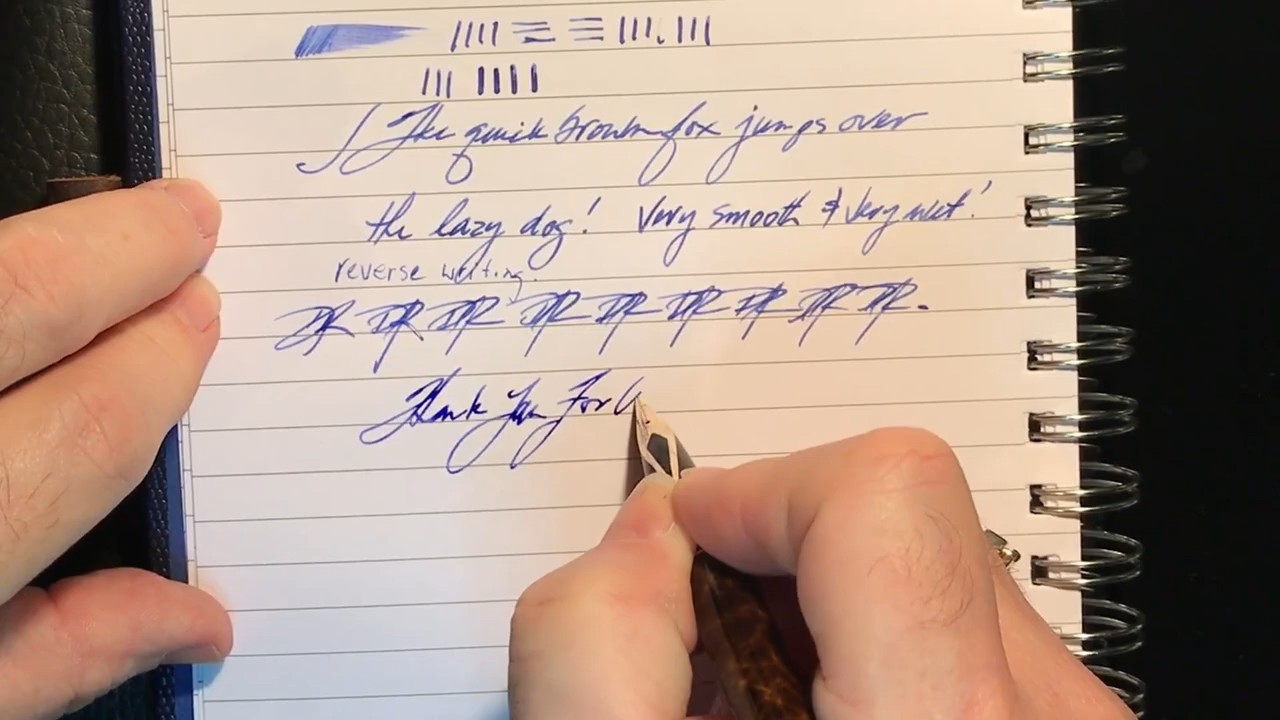 The quick brown fox jumps over
the lazy dog! Very smooth & very wet!
reverse writing.
Thank You For